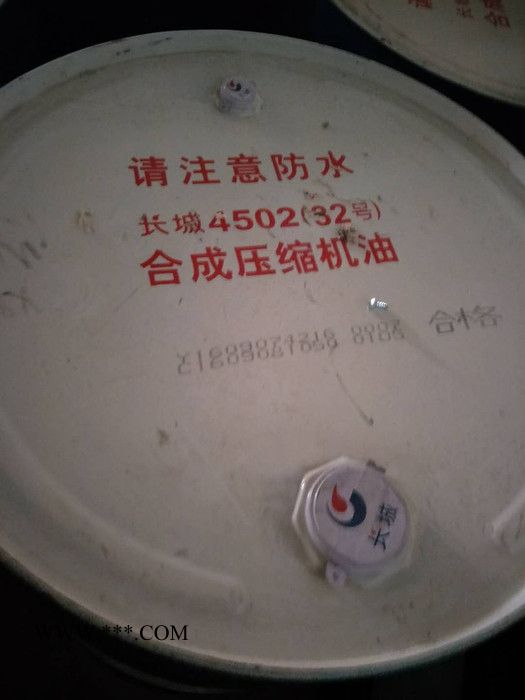 请注意防水
长城4502(32号)
合成压缩机油
合格
长城
WWW.***.COM